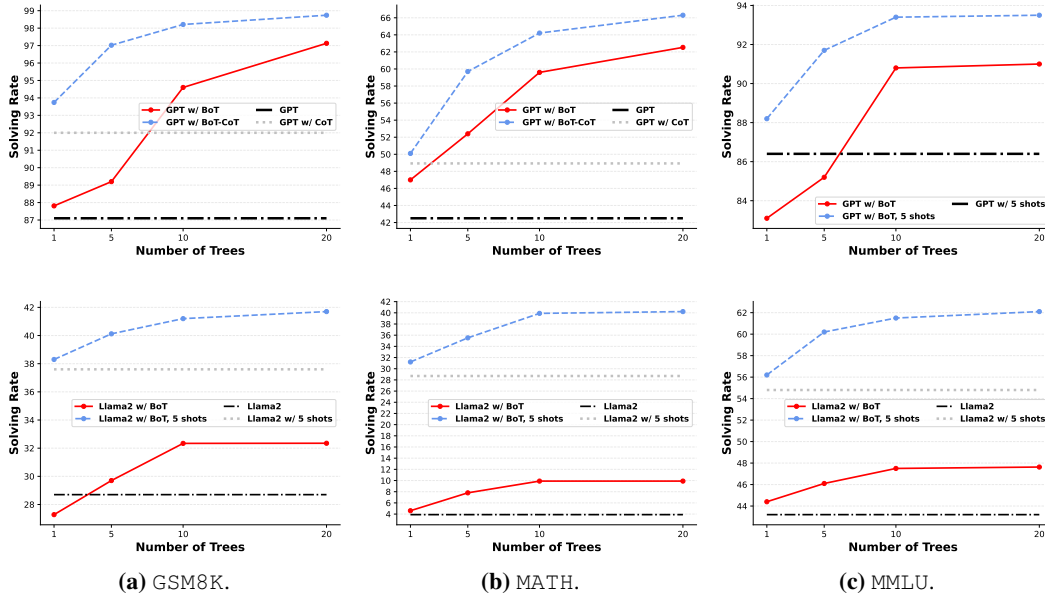 99
98
97
96
95
94
93
92
91
90
89
88
87
Solving Rate
GPT w/ BoT
GPT w/ BoT-CoT
GPT
GPT w/ CoT
1 5 10 20
Number of Trees
66
64
62
60
58
56
54
52
50
48
46
44
42
Solving Rate
GPT w/ BoT
GPT w/ BoT-CoT
GPT
GPT w/ CoT
1 5 10 20
Number of Trees
94
93
91
90
88
86
84
83
Solving Rate
GPT w/ BoT
GPT w/ BoT, 5 shots
GPT w/ 5 shots
1 5 10 20
Number of Trees
42
40
38
36
34
32
30
28
Solving Rate
Llama2 w/ BoT
Llama2 w/ BoT, 5 shots
Llama2
Llama2 w/ 5 shots
1 5 10 20
Number of Trees
42
40
38
36
34
32
30
28
26
24
22
20
18
16
14
12
10
8
6
4
Solving Rate
Llama2 w/ BoT
Llama2 w/ BoT, 5 shots
Llama2
Llama2 w/ 5 shots
1 5 10 20
Number of Trees
62
60
58
56
54
52
50
48
46
44
Solving Rate
Llama2 w/ BoT
Llama2 w/ BoT, 5 shots
Llama2
Llama2 w/ 5 shots
1 5 10 20
Number of Trees
(a) GSM8K.
(b) MATH.
(c) MMLU.